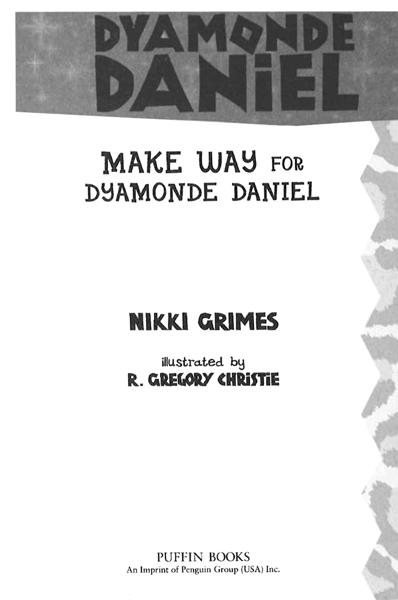 DYAMONDE
DANiEL
MAKE WAY FOR
DYAMONDE DANIEL
NIKKI GRIMES
illustrated by
R. GREGORY CHRiSTiE
PUFFIN BOOKS
An Imprint of Penguin Group (USA) Inc.